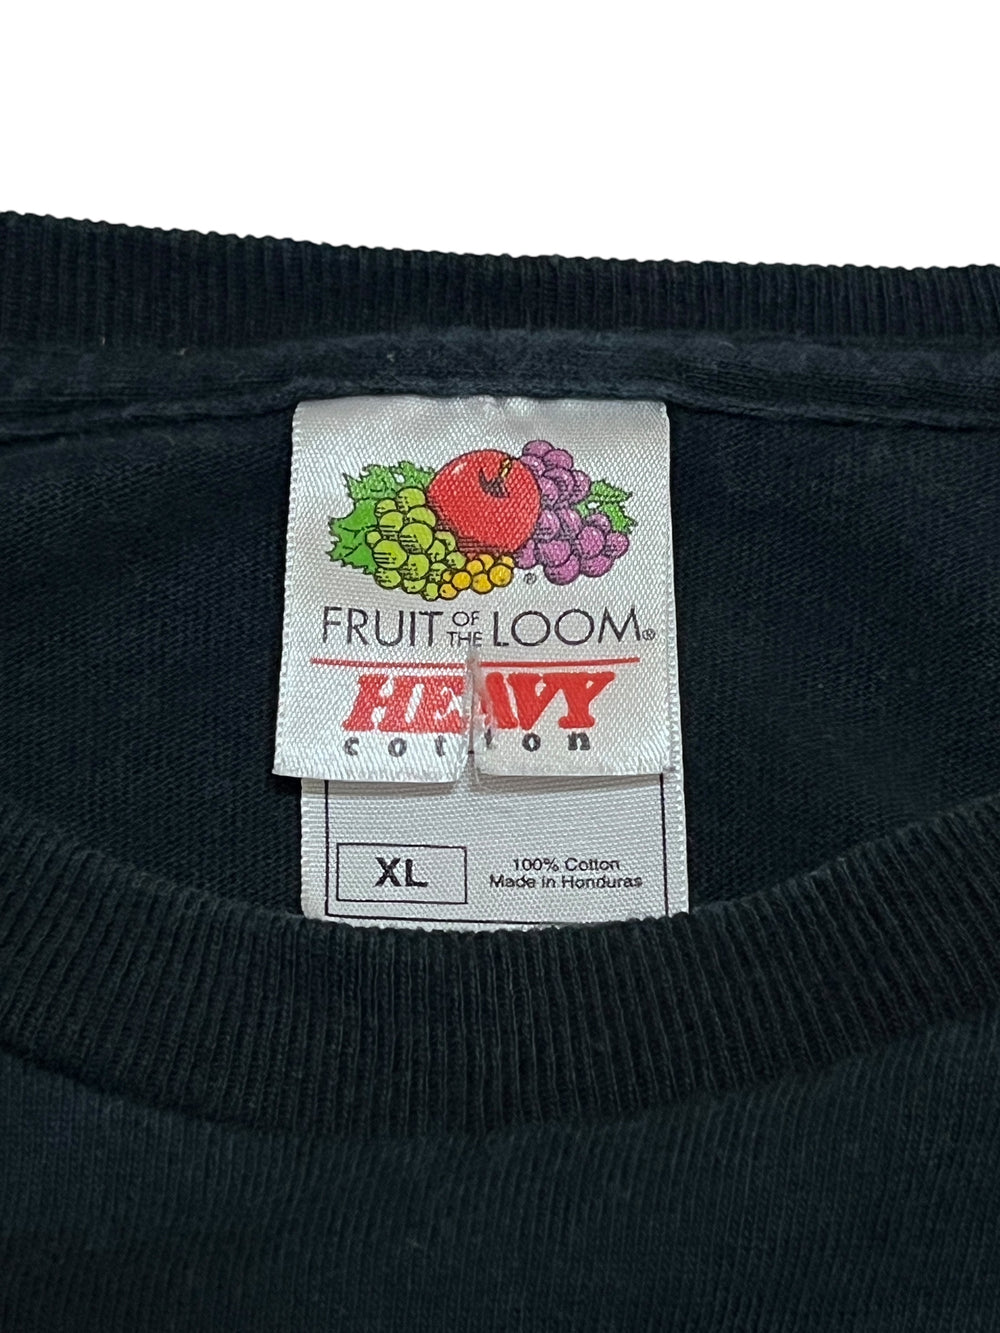 ®
FRUIT OF THE LOOM®
HEAVY
cotton
XL
100% Cotton
Made in Honduras